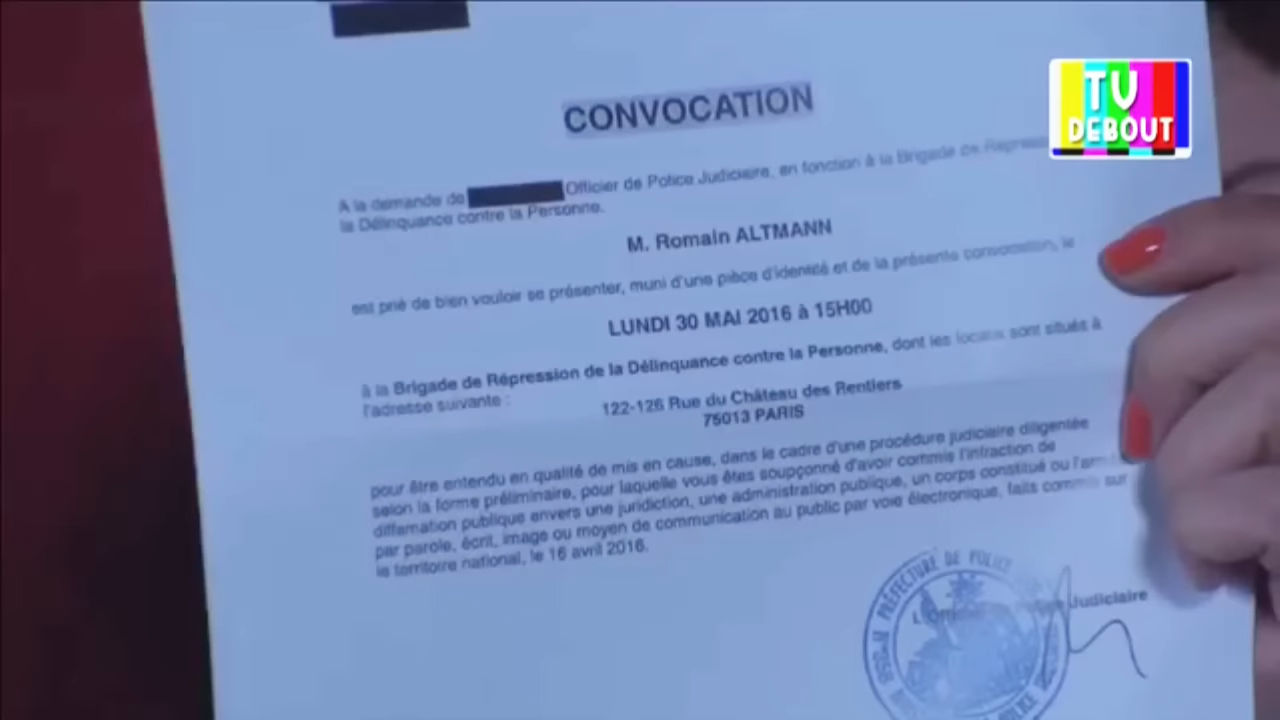 TV
DEBOUT
CONVOCATION
A la demande de Officier de Police Judiciaire, en fonction à la Brigade de Répress
la Délinquance contre la Personne.
M. Romain ALTMANN
est prié de bien vouloir se présenter, muni d'une pièce d'identité et de la présente convocation, le
LUNDI 30 MAI 2016 à 15H00
à la Brigade de Répression de la Délinquance contre la Personne, dont les locaux sont situés à
l'adresse suivante :
122-126 Rue du Château des Rentiers
75013 PARIS
pour être entendu en qualité de mis en cause, dans le cadre d'une procédure judiciaire diligentée
selon la forme préliminaire, pour laquelle vous êtes soupçonné d'avoir commis l'infraction de
diffamation publique envers une juridiction, une administration publique, un corps constitué ou l'armée
par parole, écrit, image ou moyen de communication au public par voie électronique, faits commis sur
le territoire national, le 16 avril 2016.
PRÉFECTURE DE POLICE
Judiciaire